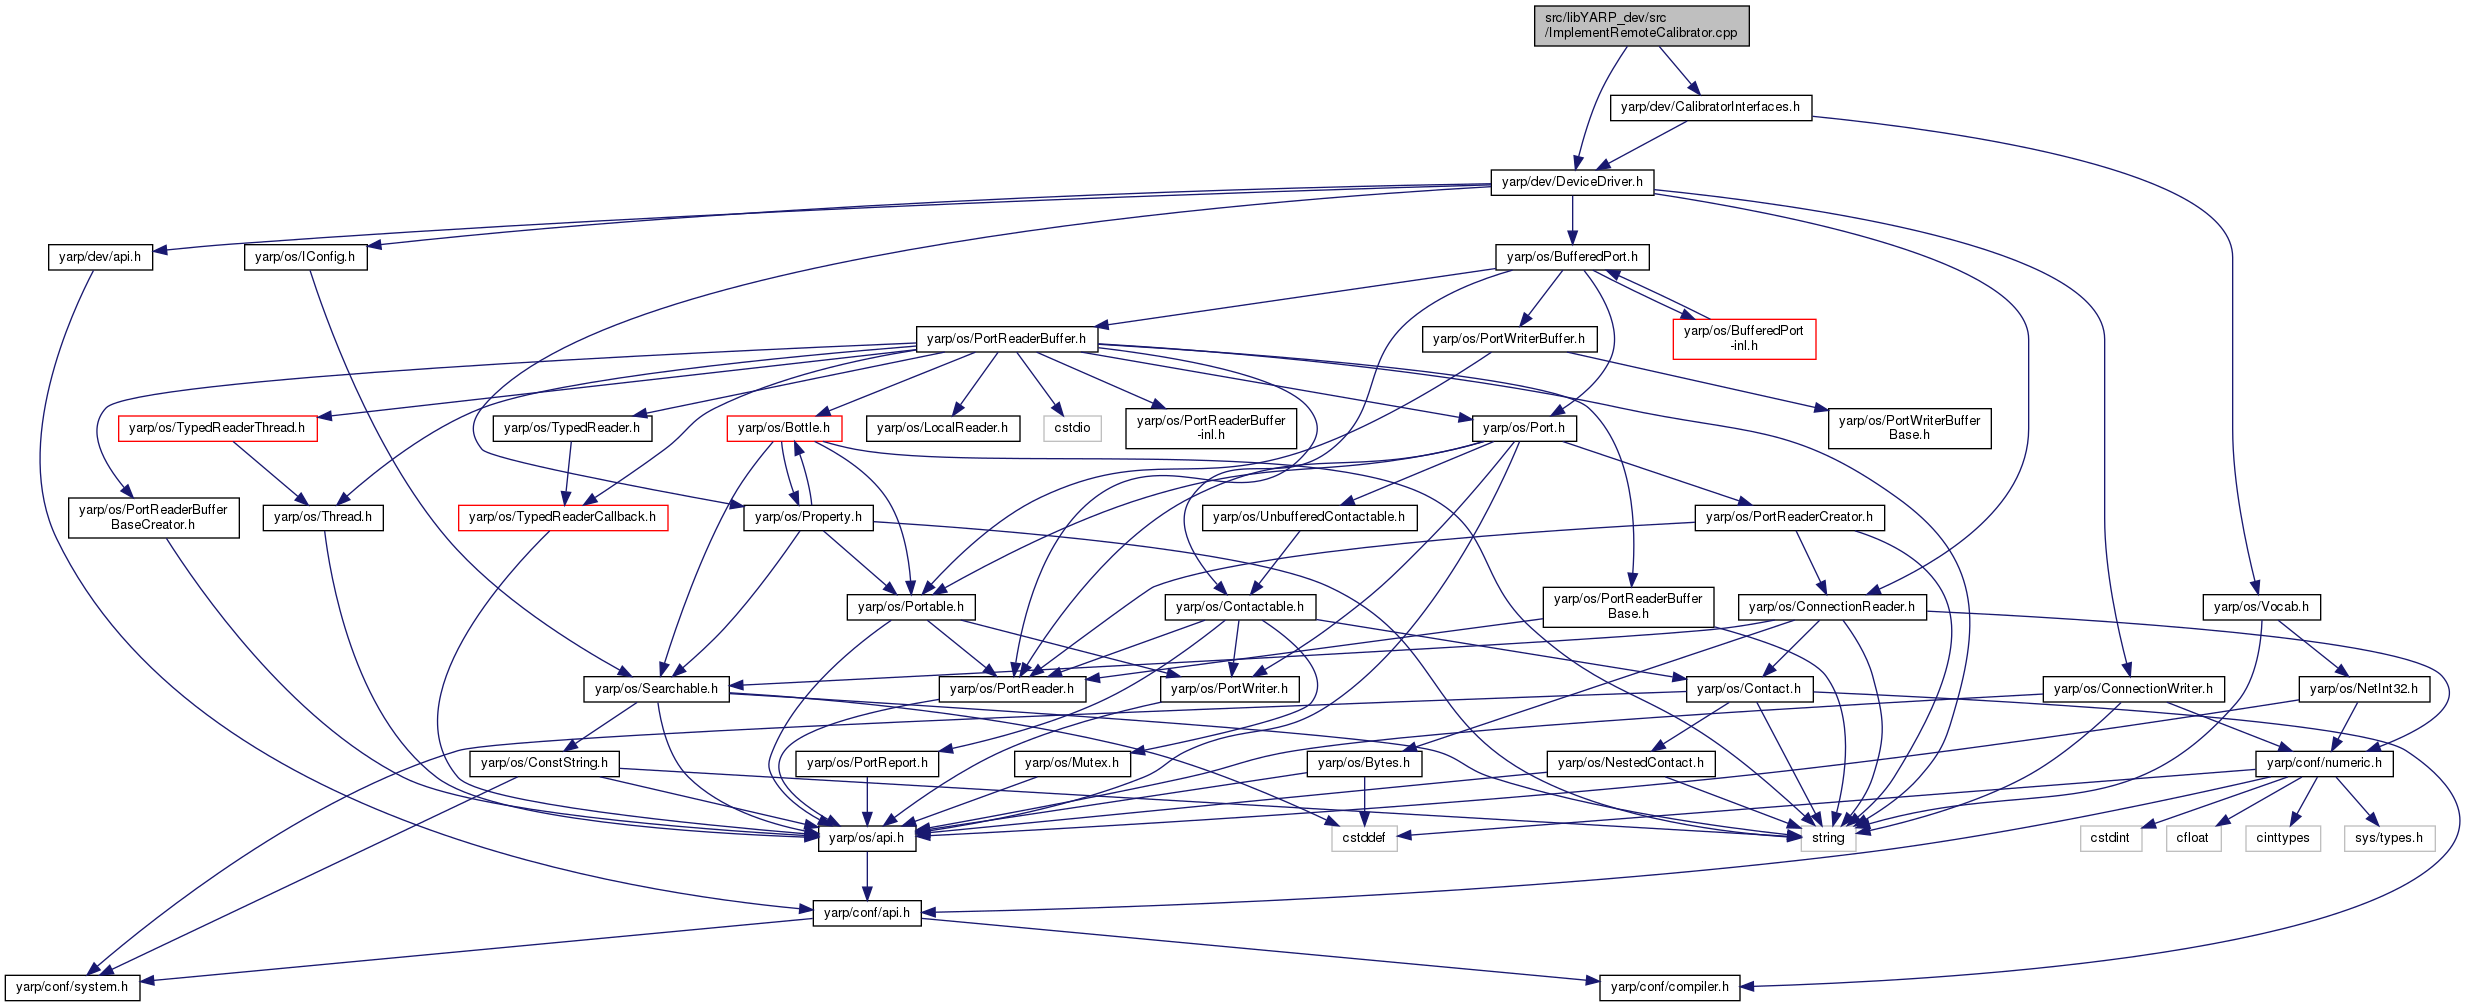 src/libYARP_dev/src
/ImplementRemoteCalibrator.cpp
yarp/dev/CalibratorInterfaces.h
yarp/dev/DeviceDriver.h
yarp/dev/api.h
yarp/os/IConfig.h
yarp/os/BufferedPort.h
yarp/os/PortReaderBuffer.h
yarp/os/PortWriterBuffer.h
yarp/os/BufferedPort
-inl.h
yarp/os/TypedReaderThread.h
yarp/os/TypedReader.h
yarp/os/Bottle.h
yarp/os/LocalReader.h
cstdio
yarp/os/PortReaderBuffer
-inl.h
yarp/os/Port.h
yarp/os/PortWriterBuffer
Base.h
yarp/os/PortReaderBuffer
BaseCreator.h
yarp/os/Thread.h
yarp/os/TypedReaderCallback.h
yarp/os/Property.h
yarp/os/UnbufferedContactable.h
yarp/os/PortReaderCreator.h
yarp/os/Portable.h
yarp/os/Contactable.h
yarp/os/PortReaderBuffer
Base.h
yarp/os/ConnectionReader.h
yarp/os/Vocab.h
yarp/os/Searchable.h
yarp/os/PortReader.h
yarp/os/PortWriter.h
yarp/os/Contact.h
yarp/os/ConnectionWriter.h
yarp/os/NetInt32.h
yarp/os/ConstString.h
yarp/os/PortReport.h
yarp/os/Mutex.h
yarp/os/Bytes.h
yarp/os/NestedContact.h
yarp/conf/numeric.h
yarp/os/api.h
cstddef
string
cstdint
cfloat
cinttypes
sys/types.h
yarp/conf/api.h
yarp/conf/system.h
yarp/conf/compiler.h